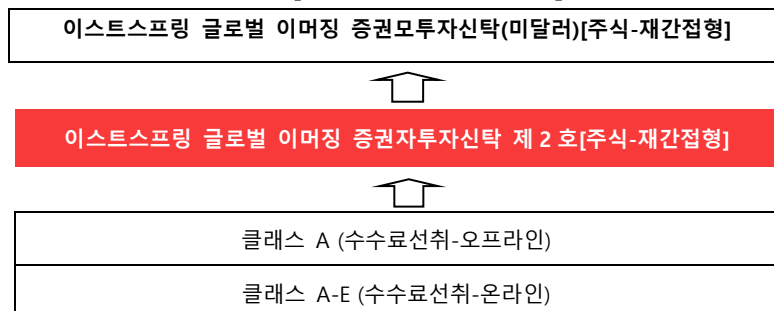 이스트스프링 글로벌 이머징 증권모투자신탁(미달러)[주식-재간접형]
이스트스프링 글로벌 이머징 증권자투자신탁 제 2 호[주식-재간접형]
클래스 A (수수료선취-오프라인)
클래스 A-E (수수료선취-온라인)